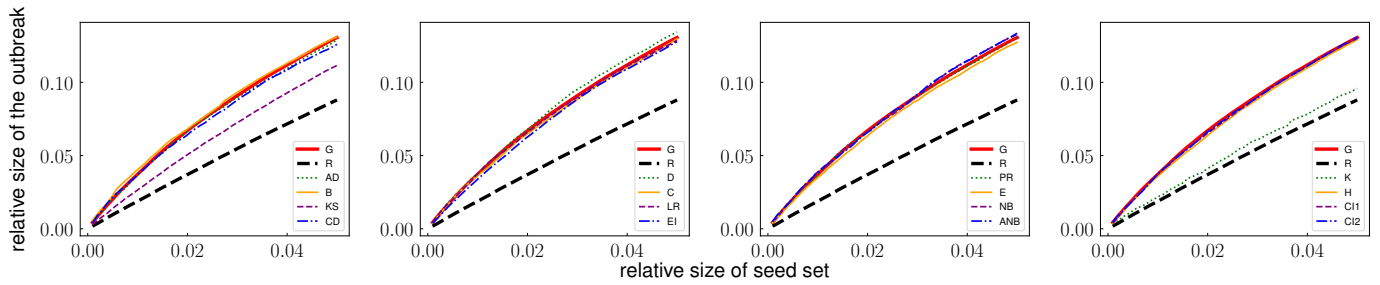 relative size of the outbreak
0.10
0.05
0.00
G
R
AD
B
KS
CD
0.00 0.02 0.04
0.10
0.05
0.00
G
R
D
C
LR
EI
0.00 0.02 0.04
0.10
0.05
0.00
G
R
PR
E
NB
ANB
0.00 0.02 0.04
0.10
0.05
0.00
G
R
K
H
CI1
CI2
0.00 0.02 0.04
relative size of seed set